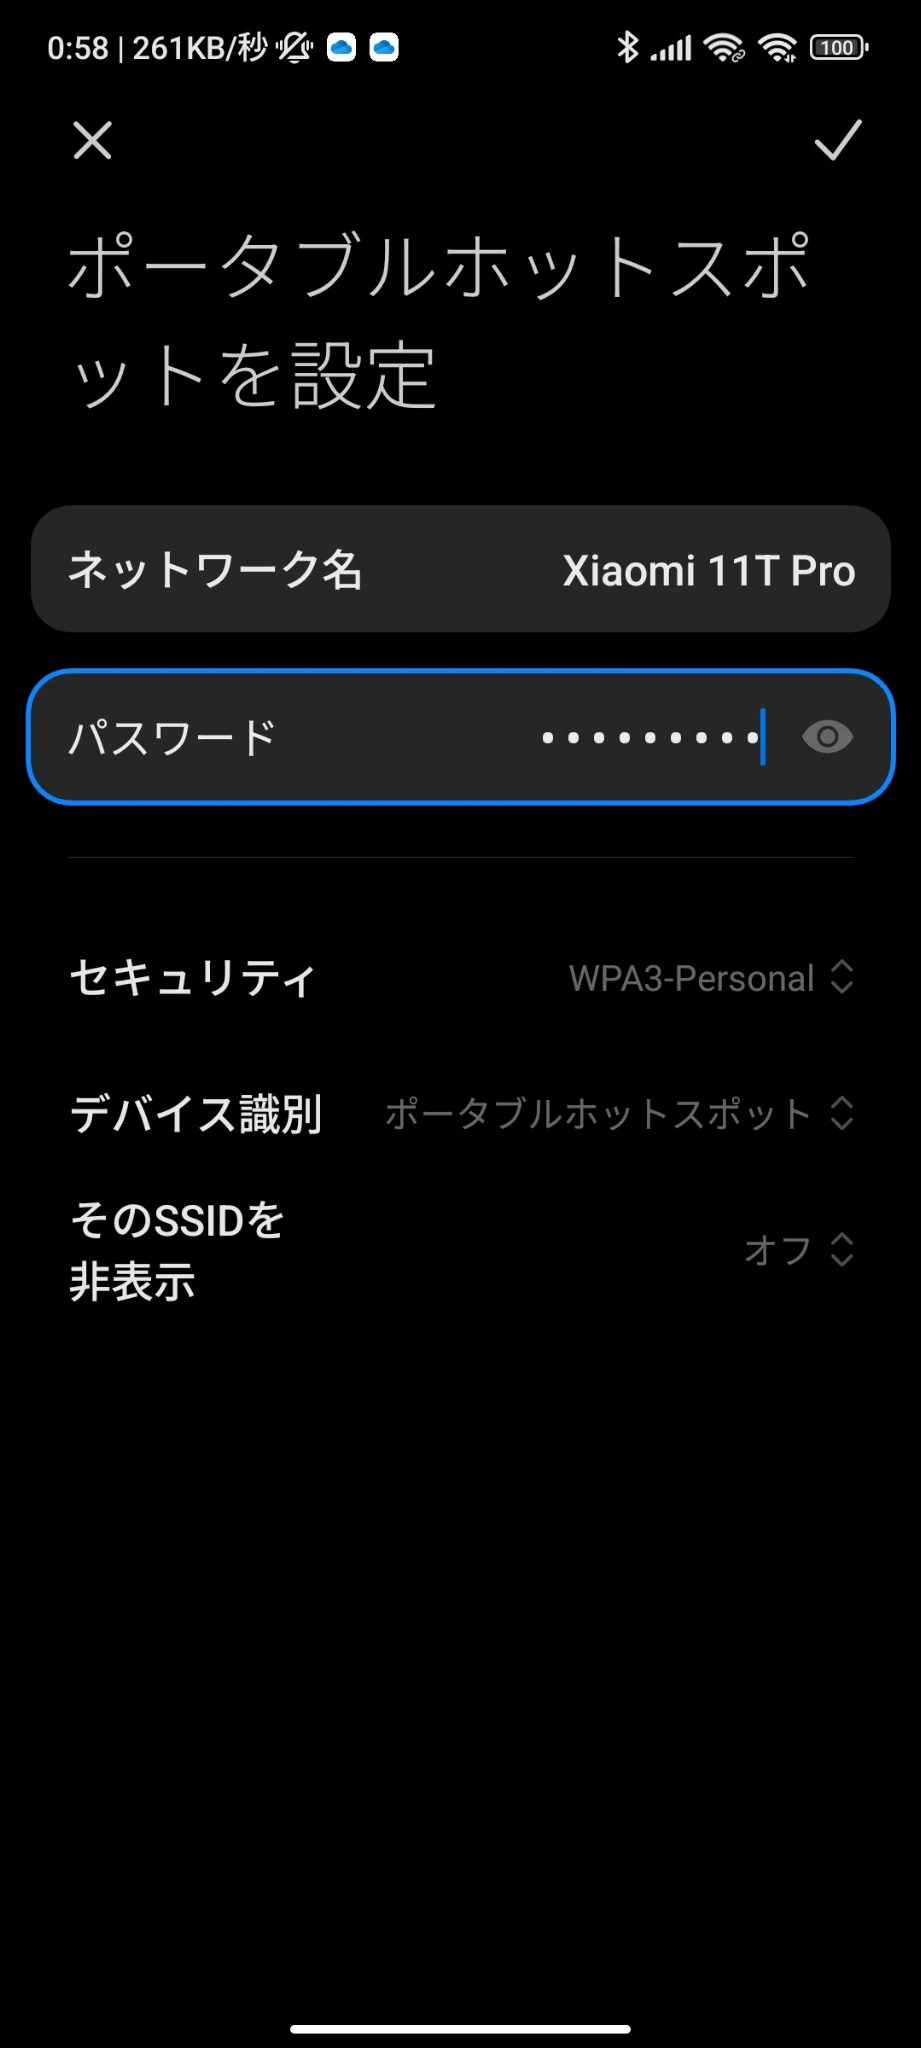 0:58 | 261KB/秒
100
ポータブルホットスポ
ットを設定
ネットワーク名 Xiaomi 11T Pro
パスワード •••••••••
セキュリティ WPA3-Personal
デバイス識別 ポータブルホットスポット
そのSSIDを
非表示
オフ